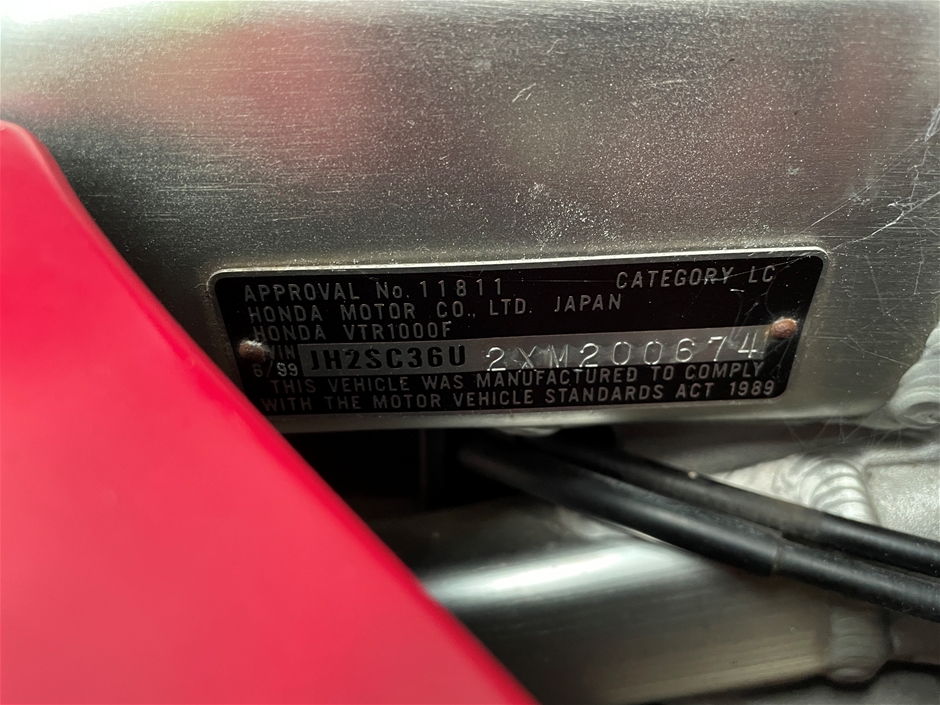 APPROVAL No. 11811 CATEGORY LC
HONDA MOTOR CO., LTD. JAPAN
HONDA VTR1000F
VIN JH2SC36U 2XM200674
6/99
THIS VEHICLE WAS MANUFACTURED TO COMPLY
WITH THE MOTOR VEHICLE STANDARDS ACT 1989